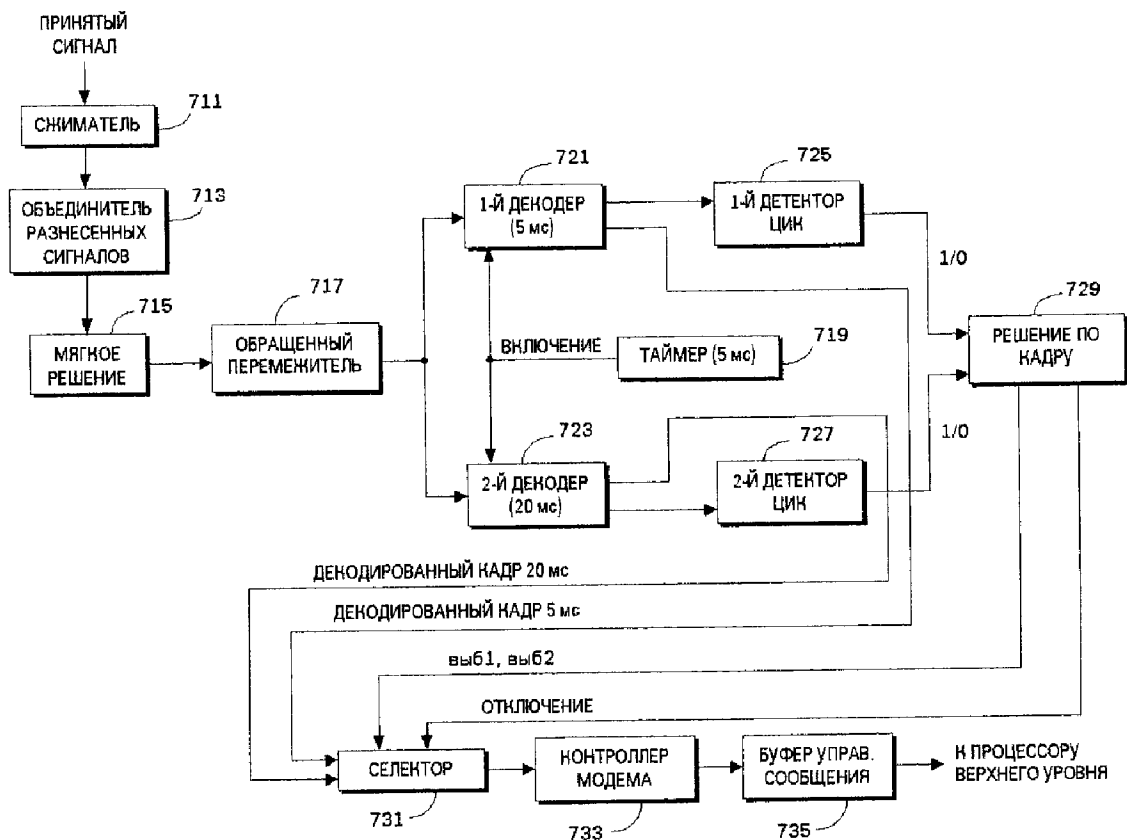 ПРИНЯТЫЙ
СИГНАЛ
711
СЖИМАТЕЛЬ
713
ОБЪЕДИНИТЕЛЬ
РАЗНЕСЕННЫХ
СИГНАЛОВ
715
МЯГКОЕ
РЕШЕНИЕ
717
ОБРАЩЕННЫЙ
ПЕРЕМЕЖИТЕЛЬ
721
1-Й ДЕКОДЕР
(5 мс)
725
1-Й ДЕТЕКТОР
ЦИК
1/0
ВКЛЮЧЕНИЕ
ТАЙМЕР (5 мс)
719
729
РЕШЕНИЕ ПО
КАДРУ
723
2-Й ДЕКОДЕР
(20 мс)
727
2-Й ДЕТЕКТОР
ЦИК
1/0
ДЕКОДИРОВАННЫЙ КАДР 20 мс
ДЕКОДИРОВАННЫЙ КАДР 5 мс
выб1, выб2
ОТКЛЮЧЕНИЕ
СЕЛЕКТОР
731
КОНТРОЛЛЕР
МОДЕМА
733
БУФЕР УПРАВ.
СООБЩЕНИЯ
735
К ПРОЦЕССОРУ
ВЕРХНЕГО УРОВНЯ